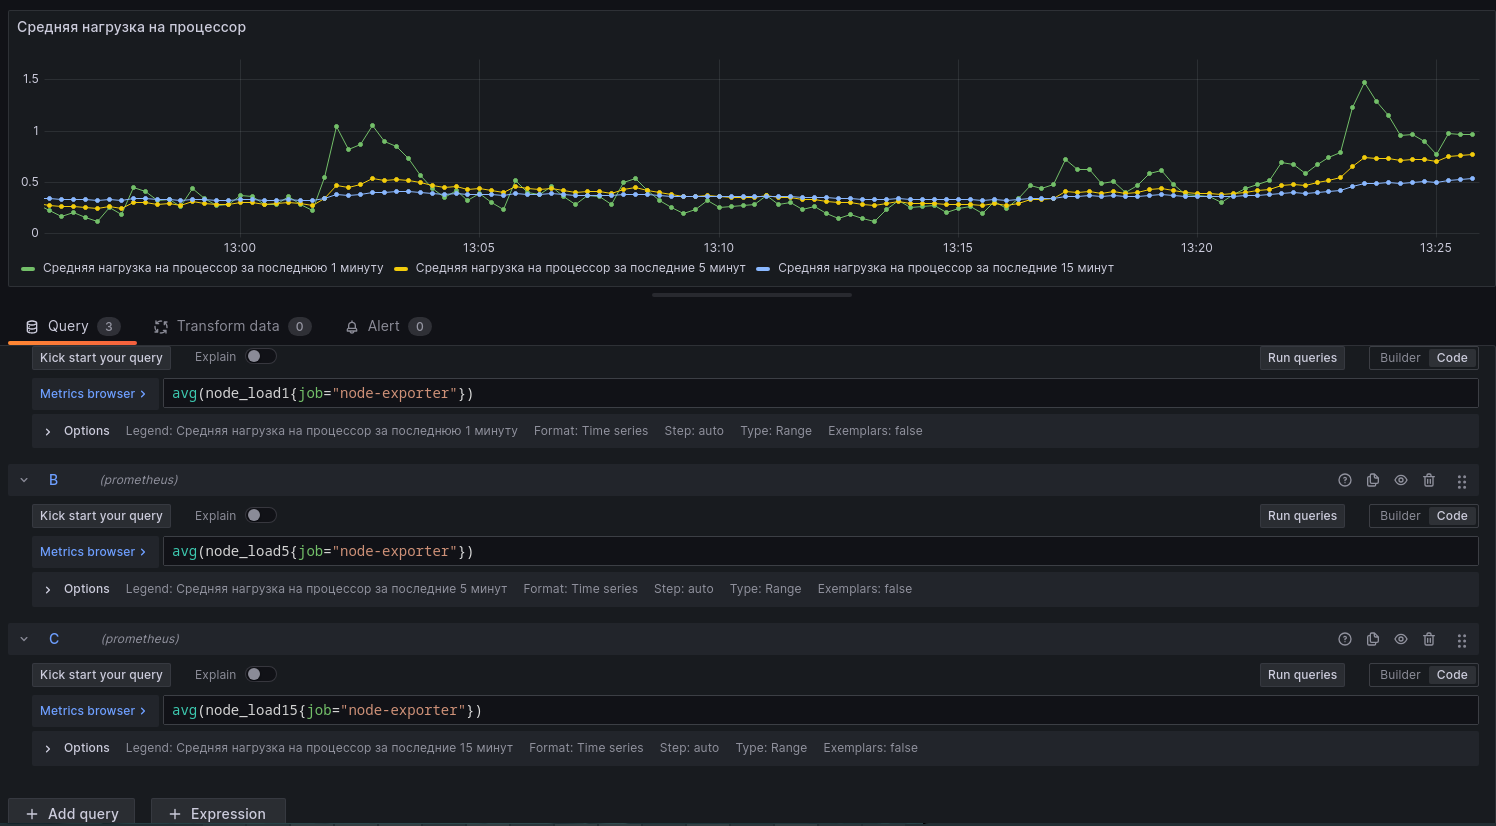 Средняя нагрузка на процессор
1.5
1
0.5
0
13:00 13:05 13:10 13:15 13:20 13:25
Средняя нагрузка на процессор за последнюю 1 минуту Средняя нагрузка на процессор за последние 5 минут Средняя нагрузка на процессор за последние 15 минут
Query 3 Transform data 0 Alert 0
Kick start your query Explain Run queries Builder Code
Metrics browser > avg(node_load1{job="node-exporter"})
> Options Legend: Средняя нагрузка на процессор за последнюю 1 минуту Format: Time series Step: auto Type: Range Exemplars: false
B (prometheus)
Kick start your query Explain Run queries Builder Code
Metrics browser > avg(node_load5{job="node-exporter"})
> Options Legend: Средняя нагрузка на процессор за последние 5 минут Format: Time series Step: auto Type: Range Exemplars: false
C (prometheus)
Kick start your query Explain Run queries Builder Code
Metrics browser > avg(node_load15{job="node-exporter"})
> Options Legend: Средняя нагрузка на процессор за последние 15 минут Format: Time series Step: auto Type: Range Exemplars: false
+ Add query + Expression